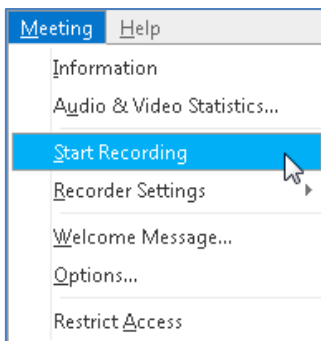 Meeting Help
Information
Audio & Video Statistics...
Start Recording
Recorder Settings
Welcome Message...
Options...
Restrict Access